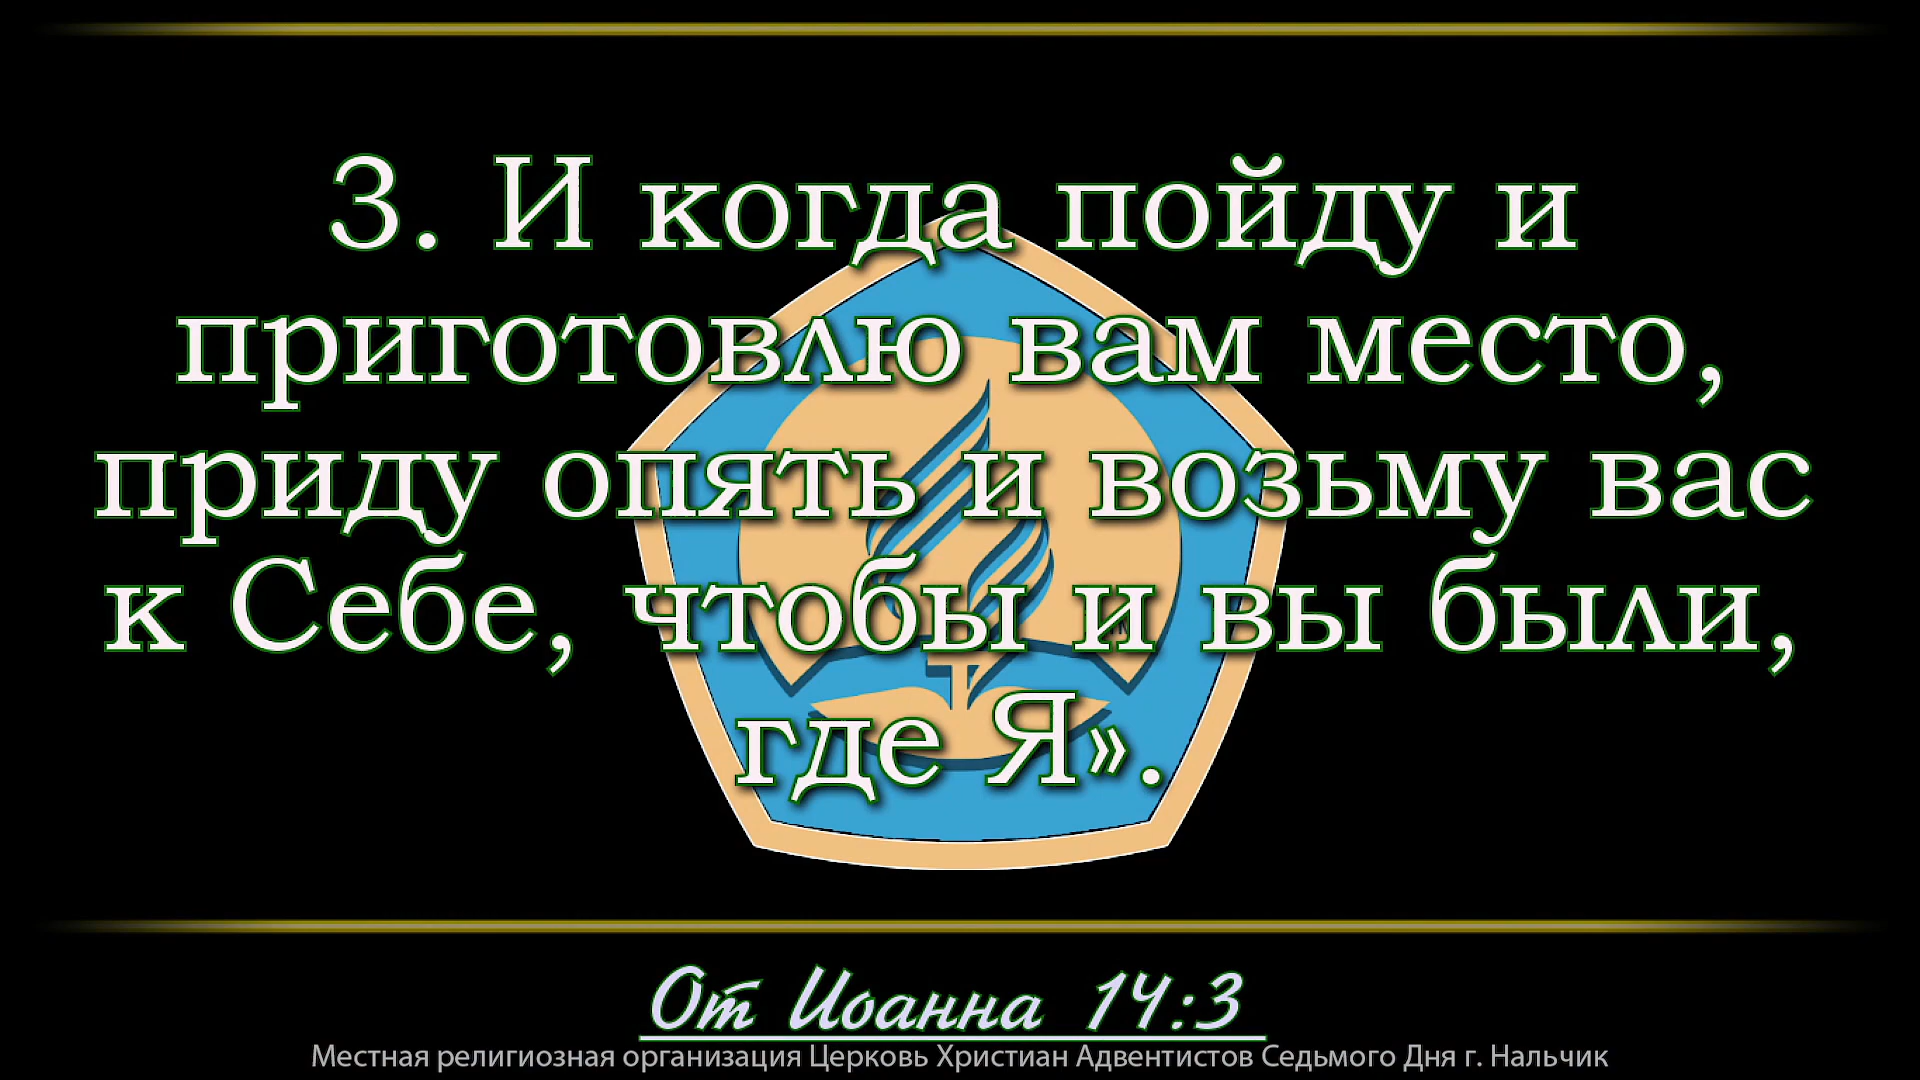 3. И когда пойду и
приготовлю вам место,
приду опять и возьму вас
к Себе, чтобы и вы были,
где Я».
От Иоанна 14:3
Местная религиозная организация Церковь Христиан Адвентистов Седьмого Дня г. Нальчик